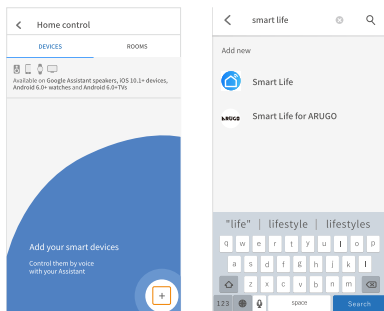 Home control
DEVICES ROOMS
Available on Google Assistant speakers, iOS 10.1+ devices,
Android 6.0+ watches and Android 6.0+TVs
Add your smart devices
Control them by voice
with your Assistant
+
smart life
Add new
Smart Life
ARUGO Smart Life for ARUGO
"life" | lifestyle | lifestyles
q w e r t y u I o p
a s d f g h j k l
z x c v b n m
123 space Search